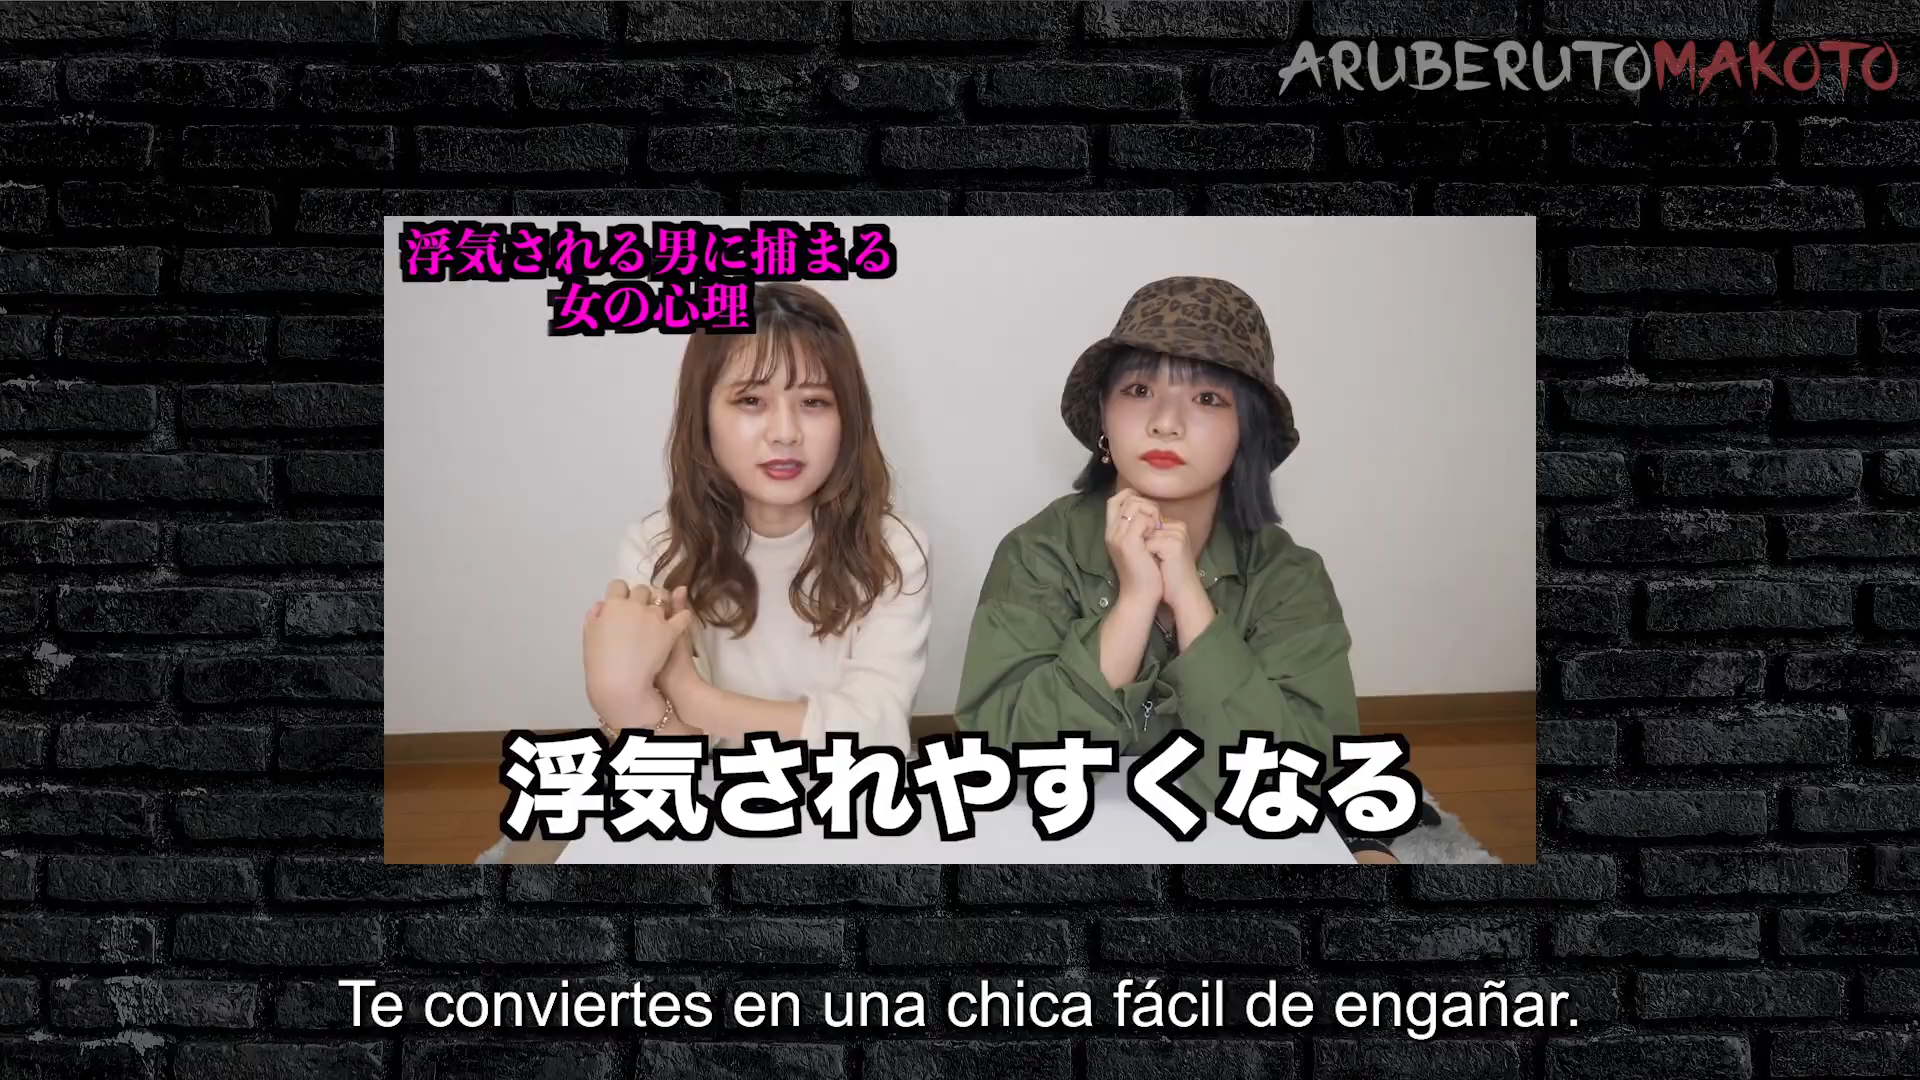 ARUBERUTOMAKOTO
浮気される男に捕まる
女の心理
浮気されやすくなる
Te conviertes en una chica fácil de engañar.